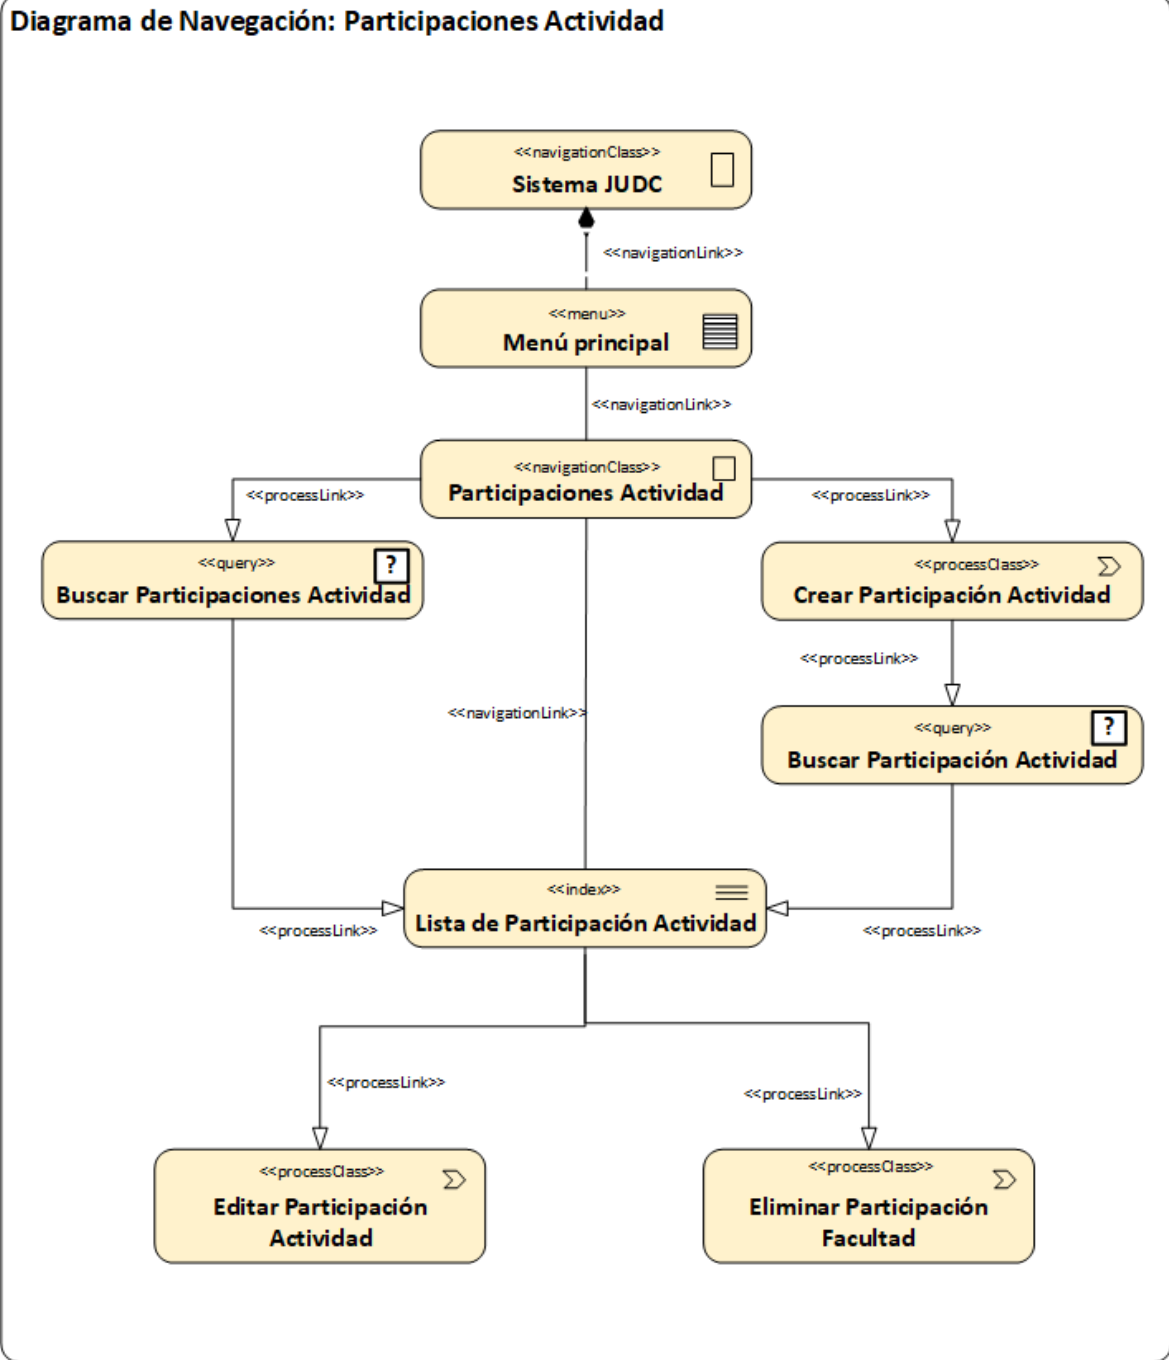 Diagrama de Navegación: Participaciones Actividad
<<navigationClass>>
Sistema JUDC
<<navigationLink>>
<<menu>>
Menú principal
<<navigationLink>>
<<navigationClass>>
Participaciones Actividad
<<processLink>>
<<processLink>>
<<query>>
?
Buscar Participaciones Actividad
<<processClass>>
Crear Participación Actividad
<<processLink>>
<<navigationLink>>
<<query>>
?
Buscar Participación Actividad
<<index>>
Lista de Participación Actividad
<<processLink>>
<<processLink>>
<<processLink>>
<<processLink>>
<<processClass>>
Editar Participación
Actividad
<<processClass>>
Eliminar Participación
Facultad